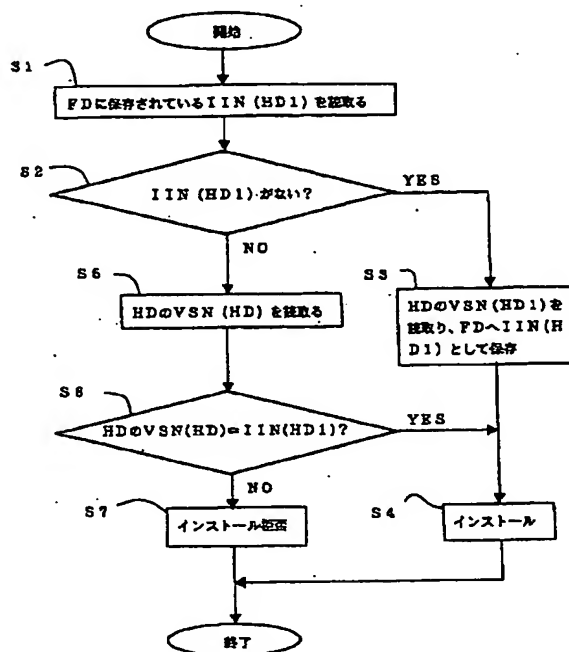 開始
S1
FDに保存されているIIN(HD1)を読取る
S2
IIN(HD1)がない?
YES
NO
S5
HDのVSN(HD)を読取る
S3
HDのVSN(HD1)を
読取り、FDへIIN(H
D1)として保存
S6
HDのVSN(HD)=IIN(HD1)?
YES
NO
S7
インストール拒否
S4
インストール
終了